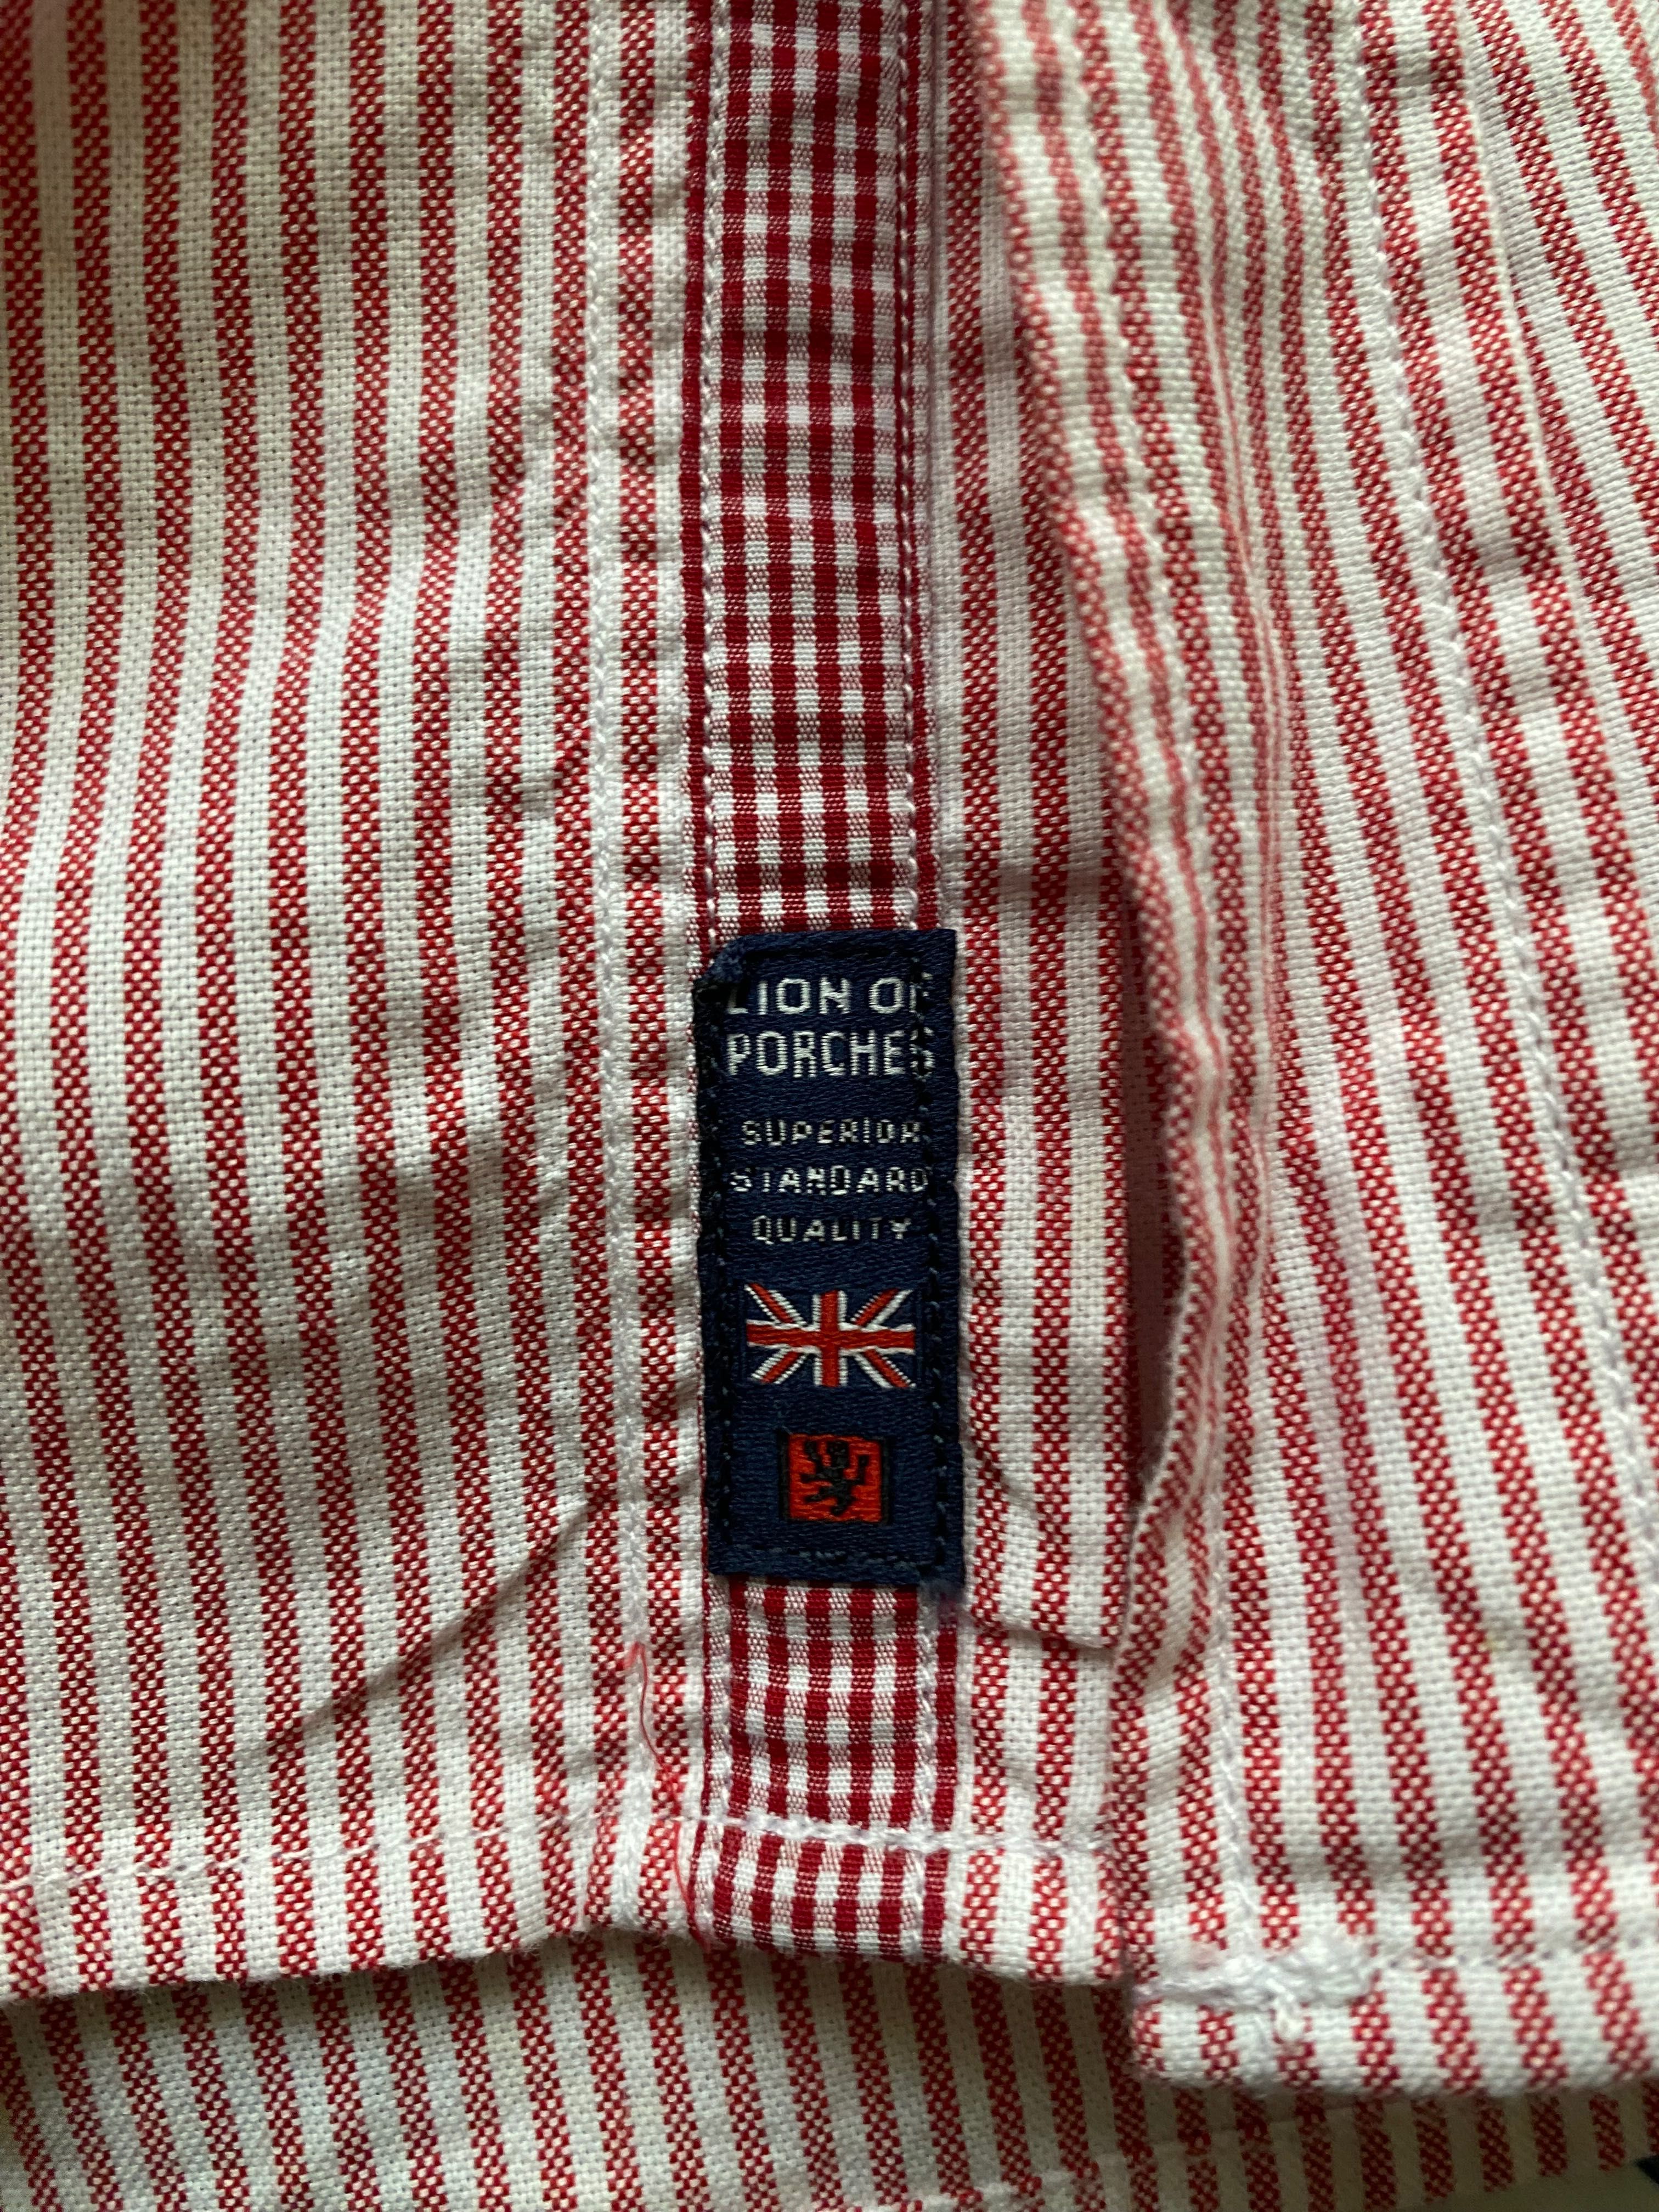 LION OF
PORCHES
SUPERIOR
STANDARD
QUALITY